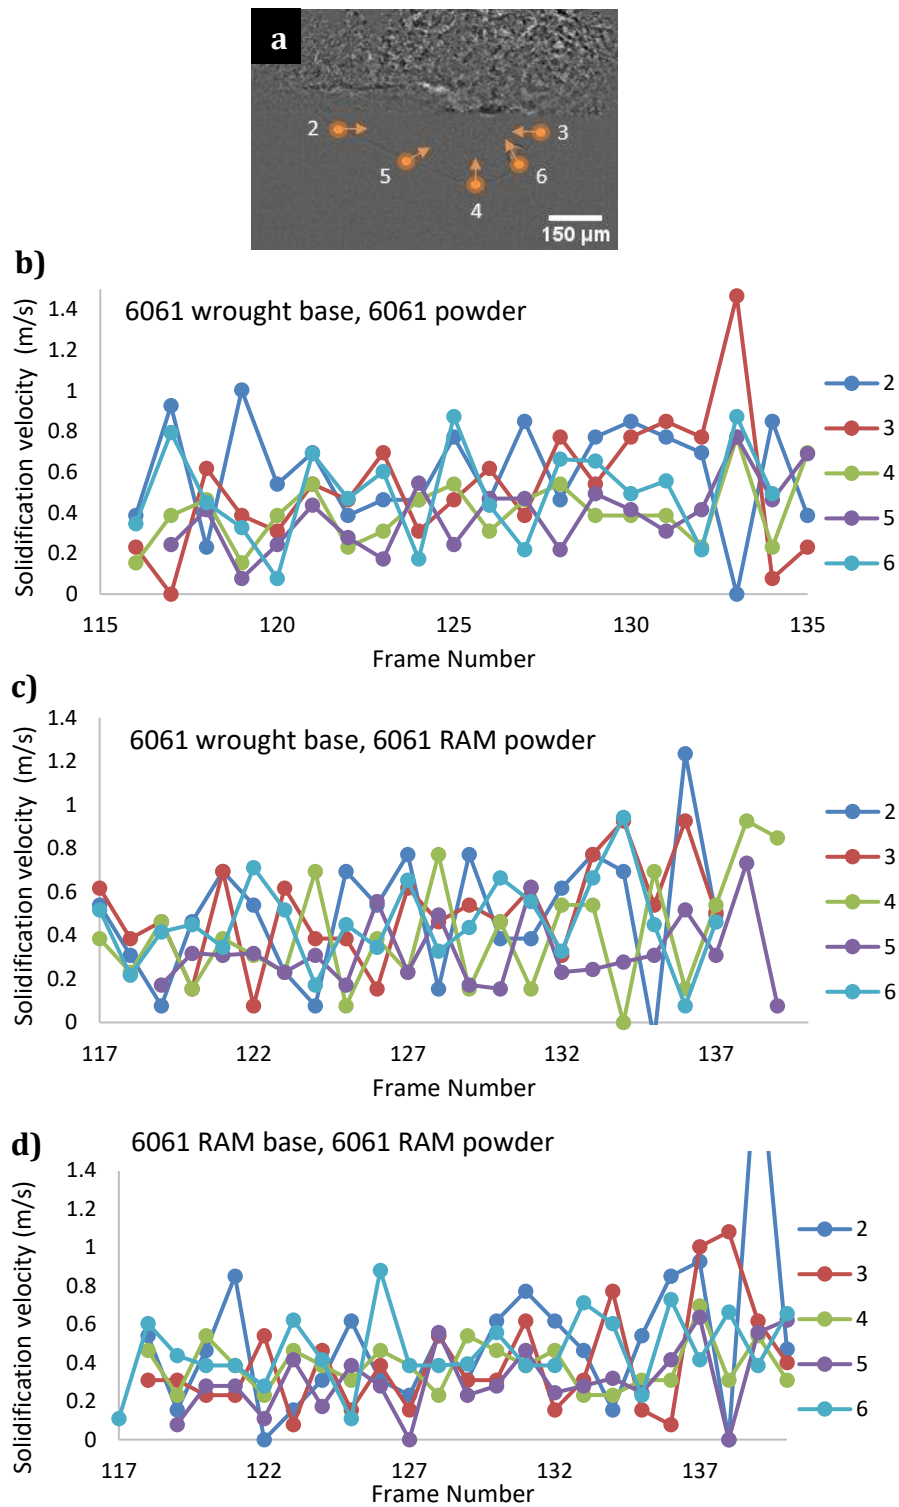 a
2
3
5
6
4
150 µm
b)
6061 wrought base, 6061 powder
Solidification velocity (m/s)
1.4
1.2
1
0.8
0.6
0.4
0.2
0
115 120 125 130 135
Frame Number
2
3
4
5
6
c)
6061 wrought base, 6061 RAM powder
Solidification velocity (m/s)
1.4
1.2
1
0.8
0.6
0.4
0.2
0
117 122 127 132 137
Frame Number
2
3
4
5
6
d)
6061 RAM base, 6061 RAM powder
Solidification velocity (m/s)
1.4
1.2
1
0.8
0.6
0.4
0.2
0
117 122 127 132 137
Frame Number
2
3
4
5
6